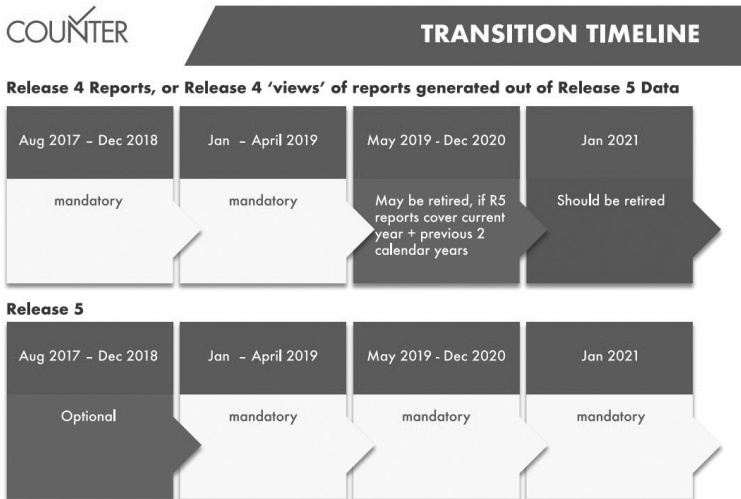 COUNTER
TRANSITION TIMELINE
Release 4 Reports, or Release 4 ‘views’ of reports generated out of Release 5 Data
Aug 2017 – Dec 2018
Jan – April 2019
May 2019 - Dec 2020
Jan 2021
mandatory
mandatory
May be retired, if R5
reports cover current
year + previous 2
calendar years
Should be retired
Release 5
Aug 2017 – Dec 2018
Jan – April 2019
May 2019 - Dec 2020
Jan 2021
Optional
mandatory
mandatory
mandatory